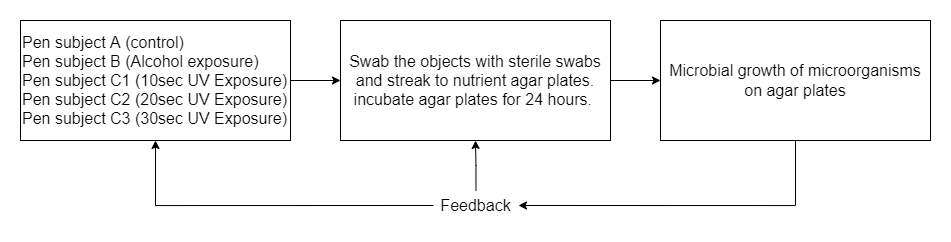 Pen subject A (control)
Pen subject B (Alcohol exposure)
Pen subject C1 (10sec UV Exposure)
Pen subject C2 (20sec UV Exposure)
Pen subject C3 (30sec UV Exposure)
Swab the objects with sterile swabs
and streak to nutrient agar plates.
incubate agar plates for 24 hours.
Microbial growth of microorganisms
on agar plates
Feedback